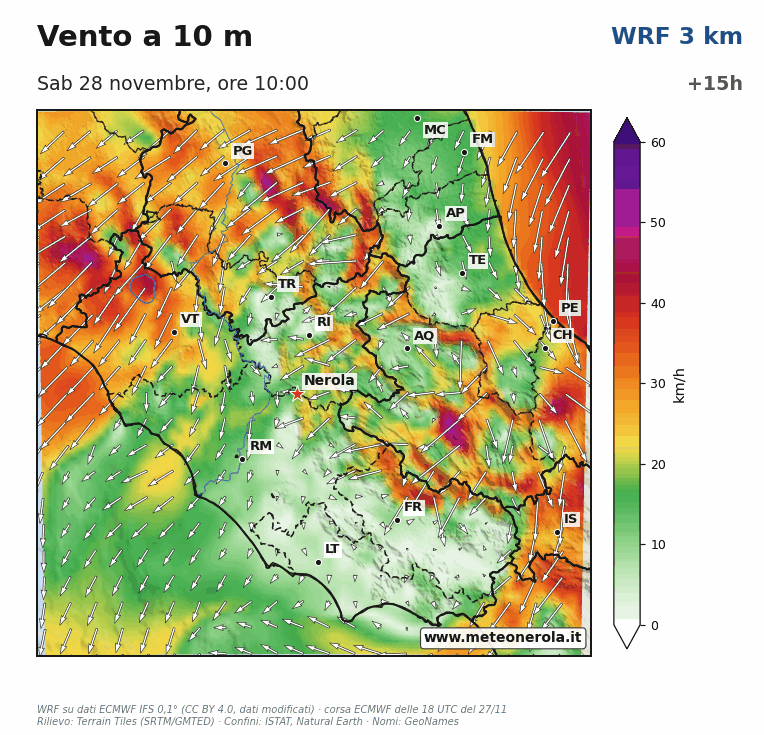 Vento a 10 m
WRF 3 km
Sab 28 novembre, ore 10:00
+15h
MC
FM
PG
AP
TE
TR
PE
VT
RI
AQ
CH
Nerola
RM
FR
IS
LT
www.meteonerola.it
60
50
40
30
20
10
0
km/h
WRF su dati ECMWF IFS 0,1° (CC BY 4.0, dati modificati) · corsa ECMWF delle 18 UTC del 27/11
Rilievo: Terrain Tiles (SRTM/GMTED) · Confini: ISTAT, Natural Earth · Nomi: GeoNames